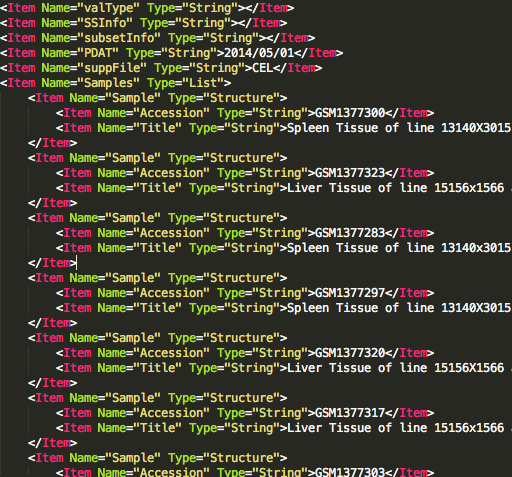 <Item Name="valType" Type="String"></Item>
<Item Name="SSInfo" Type="String"></Item>
<Item Name="subsetInfo" Type="String"></Item>
<Item Name="PDAT" Type="String">2014/05/01</Item>
<Item Name="suppFile" Type="String">CEL</Item>
<Item Name="Samples" Type="List">
<Item Name="Sample" Type="Structure">
<Item Name="Accession" Type="String">GSM1377300</Item>
<Item Name="Title" Type="String">Spleen Tissue of line 13140X3015
</Item>
<Item Name="Sample" Type="Structure">
<Item Name="Accession" Type="String">GSM1377323</Item>
<Item Name="Title" Type="String">Liver Tissue of line 15156x1566
</Item>
<Item Name="Sample" Type="Structure">
<Item Name="Accession" Type="String">GSM1377283</Item>
<Item Name="Title" Type="String">Spleen Tissue of line 13140x3015
</Item>
<Item Name="Sample" Type="Structure">
<Item Name="Accession" Type="String">GSM1377297</Item>
<Item Name="Title" Type="String">Spleen Tissue of line 13140X3015
</Item>
<Item Name="Sample" Type="Structure">
<Item Name="Accession" Type="String">GSM1377320</Item>
<Item Name="Title" Type="String">Liver Tissue of line 15156X1566
</Item>
<Item Name="Sample" Type="Structure">
<Item Name="Accession" Type="String">GSM1377317</Item>
<Item Name="Title" Type="String">Liver Tissue of line 15156x1566
</Item>
<Item Name="Sample" Type="Structure">
<Item Name="Accession" Type="String">GSM1377303</Item>